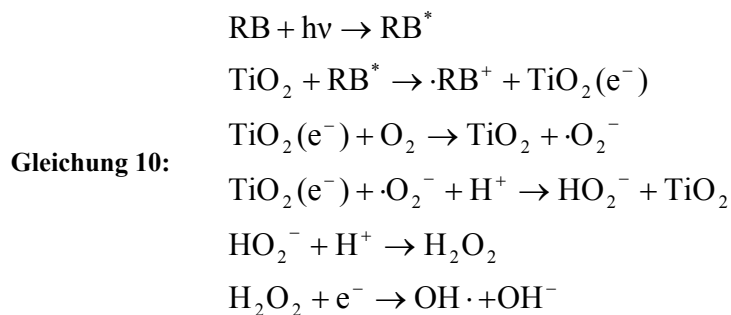 RB + hν → RB*
TiO₂ + RB* → ·RB⁺ + TiO₂(e⁻)
TiO₂(e⁻) + O₂ → TiO₂ + ·O₂⁻
Gleichung 10:
TiO₂(e⁻) + ·O₂⁻ + H⁺ → HO₂⁻ + TiO₂
HO₂⁻ + H⁺ → H₂O₂
H₂O₂ + e⁻ → OH· +OH⁻